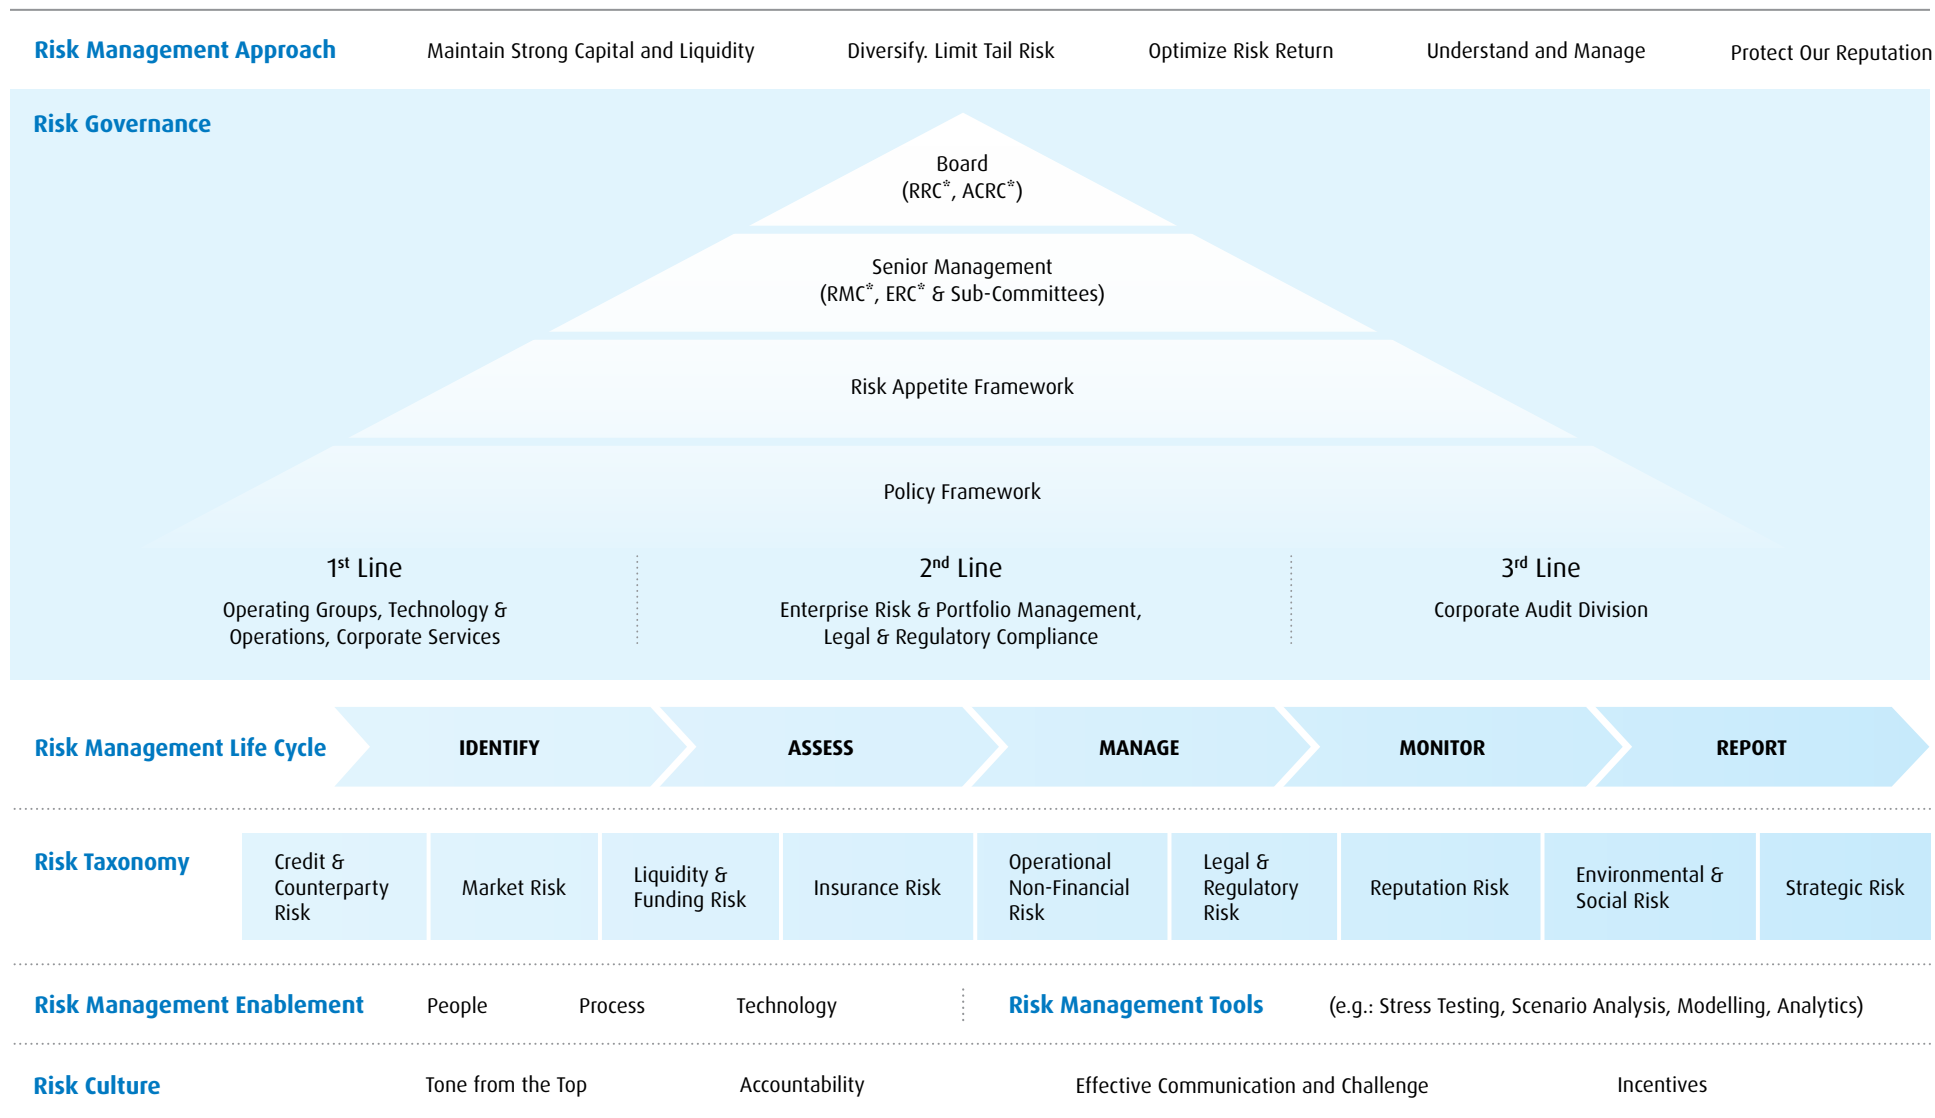 Risk Management Approach Maintain Strong Capital and Liquidity Diversify. Limit Tail Risk Optimize Risk Return Understand and Manage Protect Our Reputation
Risk Governance
Board
(RRC*, ACRC*)
Senior Management
(RMC*, ERC* & Sub-Committees)
Risk Appetite Framework
Policy Framework
1st Line
Operating Groups, Technology &
Operations, Corporate Services
2nd Line
Enterprise Risk & Portfolio Management,
Legal & Regulatory Compliance
3rd Line
Corporate Audit Division
Risk Management Life Cycle IDENTIFY ASSESS MANAGE MONITOR REPORT
Risk Taxonomy
Credit &
Counterparty
Risk
Market Risk
Liquidity &
Funding Risk
Insurance Risk
Operational
Non-Financial
Risk
Legal &
Regulatory
Risk
Reputation Risk
Environmental &
Social Risk
Strategic Risk
Risk Management Enablement People Process Technology
Risk Management Tools (e.g.: Stress Testing, Scenario Analysis, Modelling, Analytics)
Risk Culture Tone from the Top Accountability Effective Communication and Challenge Incentives